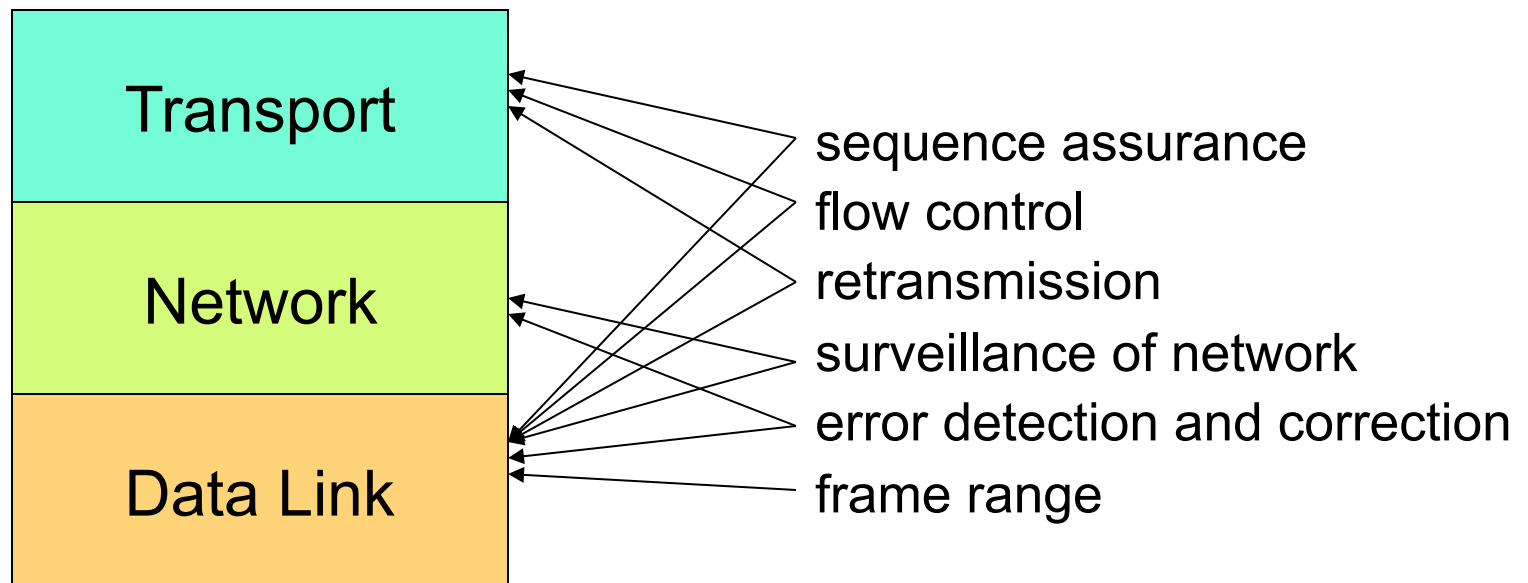 Transport
Network
Data Link
sequence assurance
flow control
retransmission
surveillance of network
error detection and correction
frame range